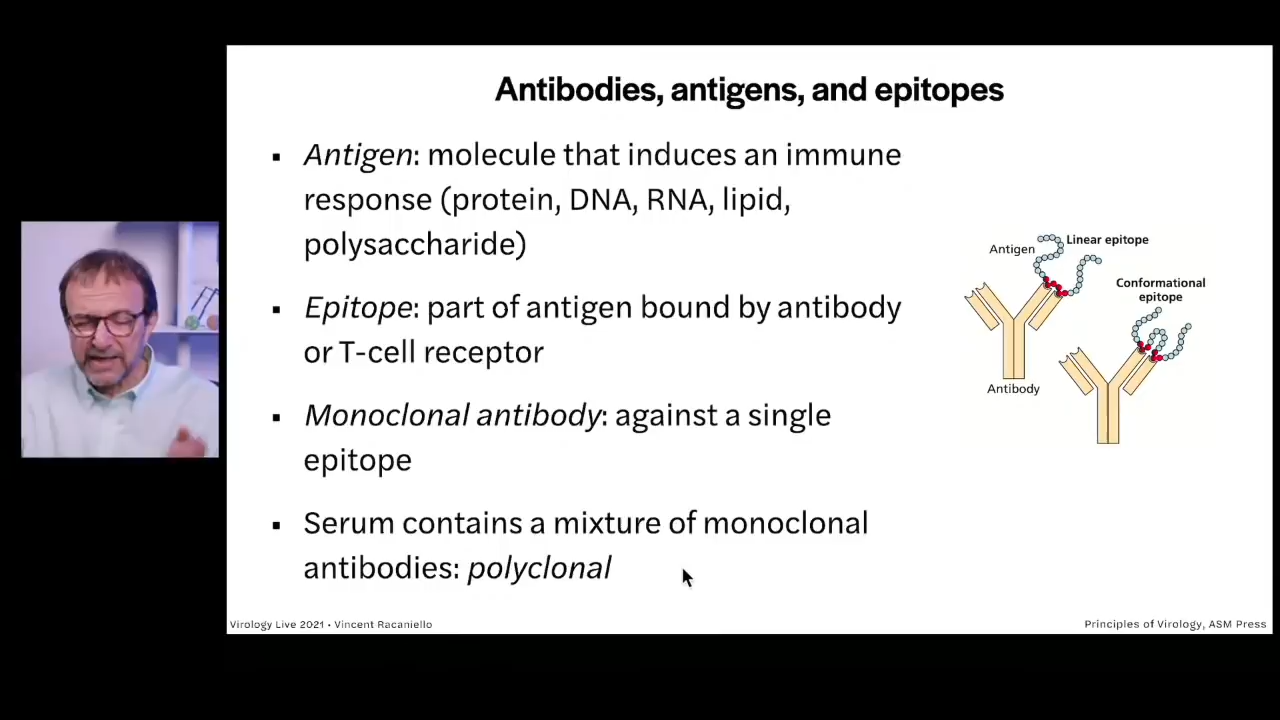 Antibodies, antigens, and epitopes
▪ Antigen: molecule that induces an immune
response (protein, DNA, RNA, lipid,
polysaccharide)
▪ Epitope: part of antigen bound by antibody
or T-cell receptor
▪ Monoclonal antibody: against a single
epitope
▪ Serum contains a mixture of monoclonal
antibodies: polyclonal
Antigen
Linear epitope
Conformational
epitope
Antibody
Virology Live 2021 • Vincent Racaniello
Principles of Virology, ASM Press